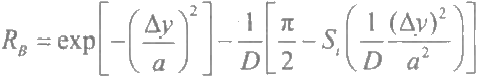 R_B = exp[-(Δy/a)^2] - 1/D[π/2 - S_i(1/D (Δy)^2/a^2)]